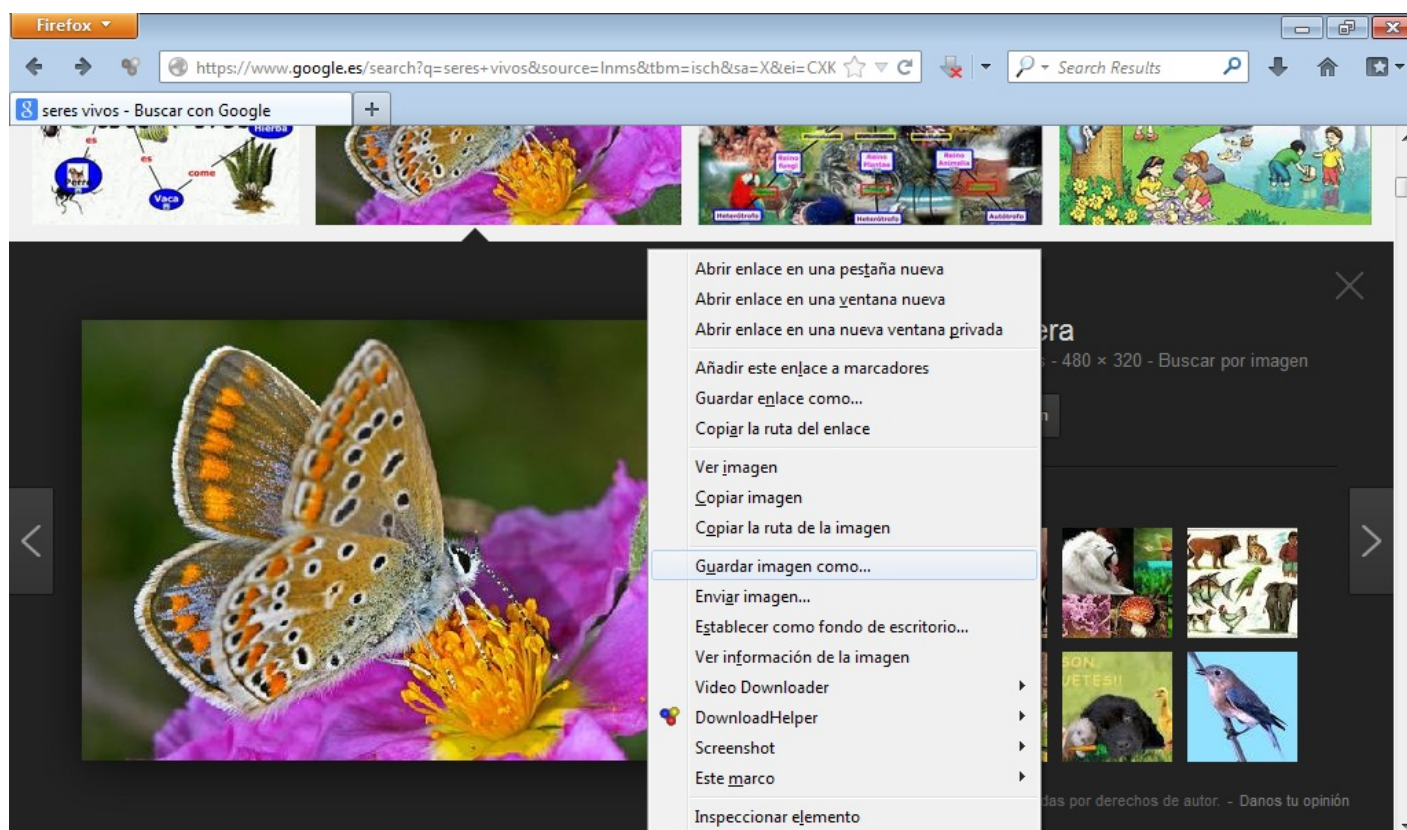 Firefox
https://www.google.es/search?q=seres+vivos&source=lnms&tbm=isch&sa=X&ei=CXK
Search Results
8 seres vivos - Buscar con Google
+
Hierba
es
es
come
Perro
Vaca
Reino
fungi
Reino
Plantae
Reino
Animalia
Heterótrofo
Heterótrofo
Autótrofo
Abrir enlace en una pestaña nueva
Abrir enlace en una ventana nueva
Abrir enlace en una nueva ventana privada
Añadir este enlace a marcadores
Guardar enlace como...
Copiar la ruta del enlace
Ver imagen
Copiar imagen
Copiar la ruta de la imagen
Guardar imagen como...
Enviar imagen...
Establecer como fondo de escritorio...
Ver información de la imagen
Video Downloader
DownloadHelper
Screenshot
Este marco
Inspeccionar elemento
era
- 480 × 320 - Buscar por imagen
SON
UETES!!
das por derechos de autor. - Danos tu opinión